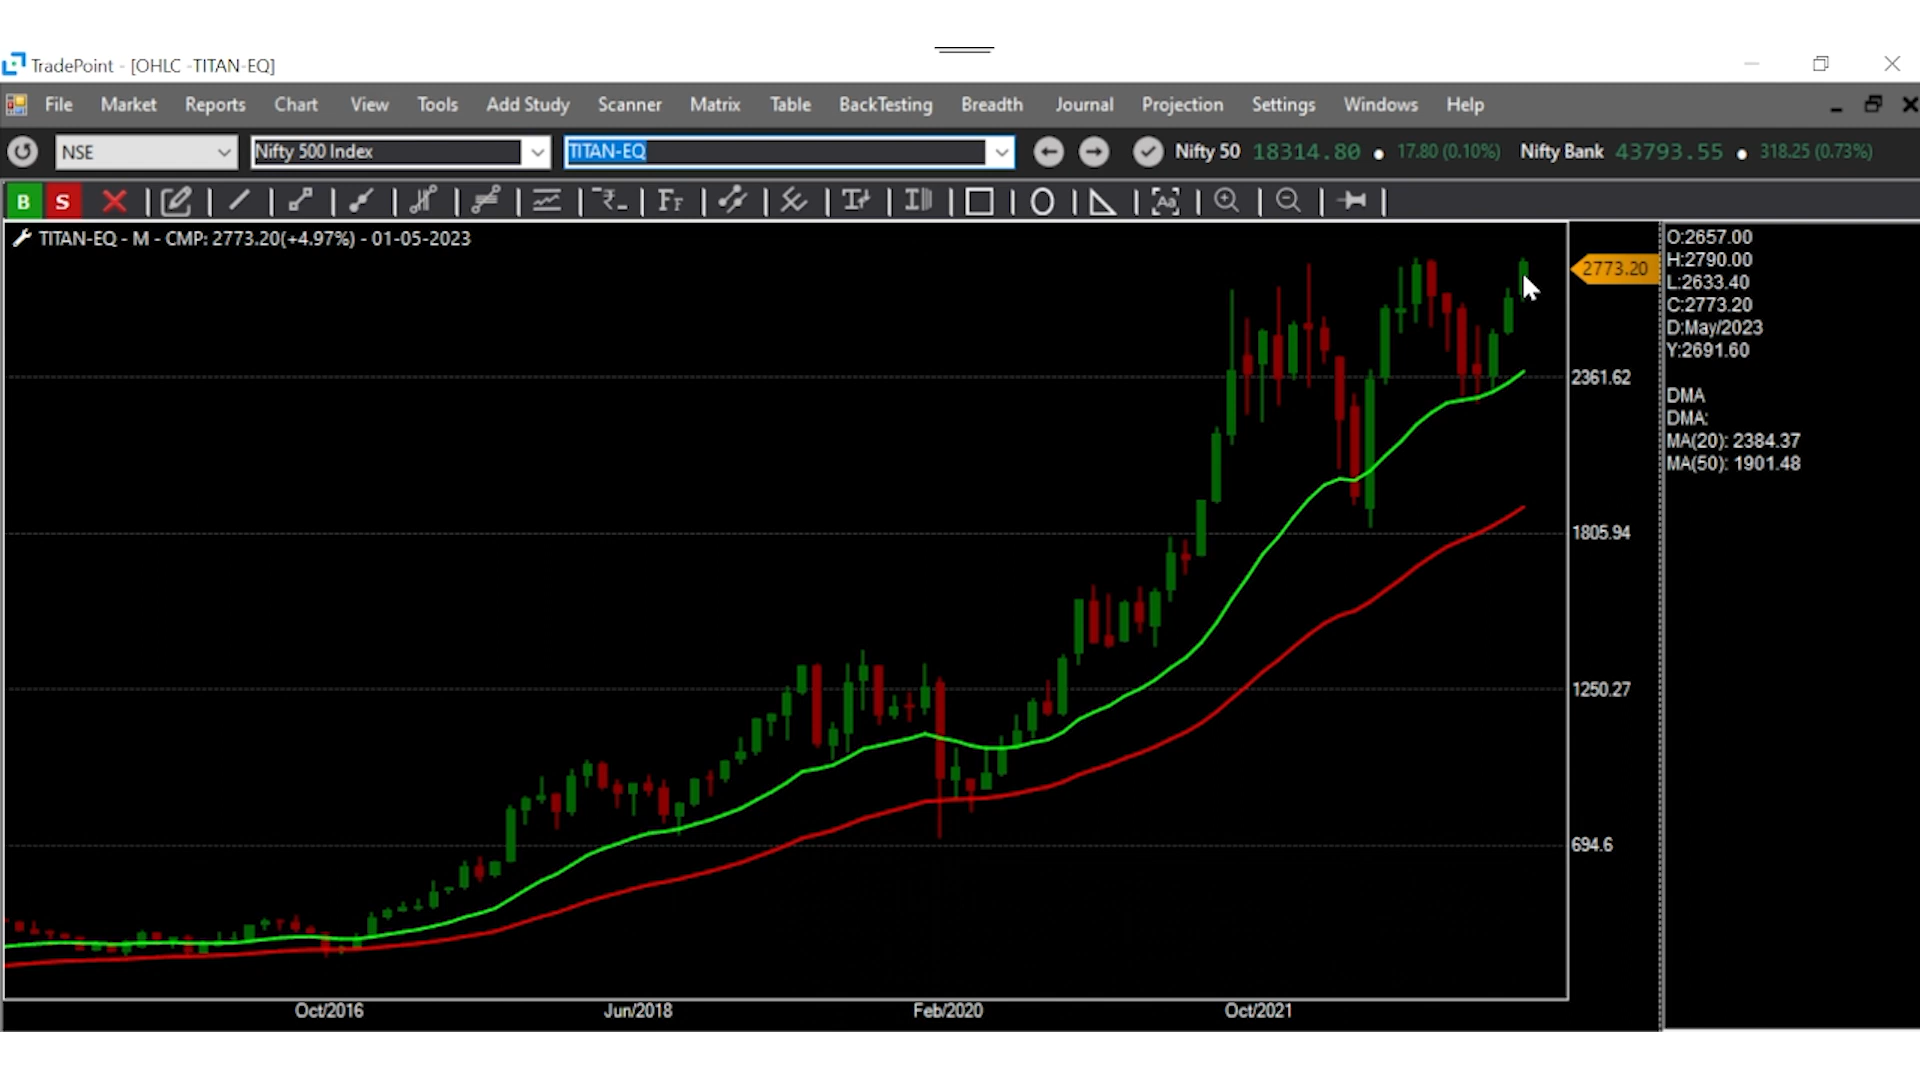 TradePoint - [OHLC -TITAN-EQ]
File Market Reports Chart View Tools Add Study Scanner Matrix Table BackTesting Breadth Journal Projection Settings Windows Help
NSE Nifty 500 Index TITAN-EQ Nifty 50 18314.80 17.80 (0.10%) Nifty Bank 43793.55 318.25 (0.73%)
B S
TITAN-EQ - M - CMP: 2773.20(+4.97%) - 01-05-2023
2773.20
2361.62
1805.94
1250.27
694.6
Oct/2016 Jun/2018 Feb/2020 Oct/2021
O:2657.00
H:2790.00
L:2633.40
C:2773.20
D:May/2023
Y:2691.60
DMA
DMA:
MA(20): 2384.37
MA(50): 1901.48